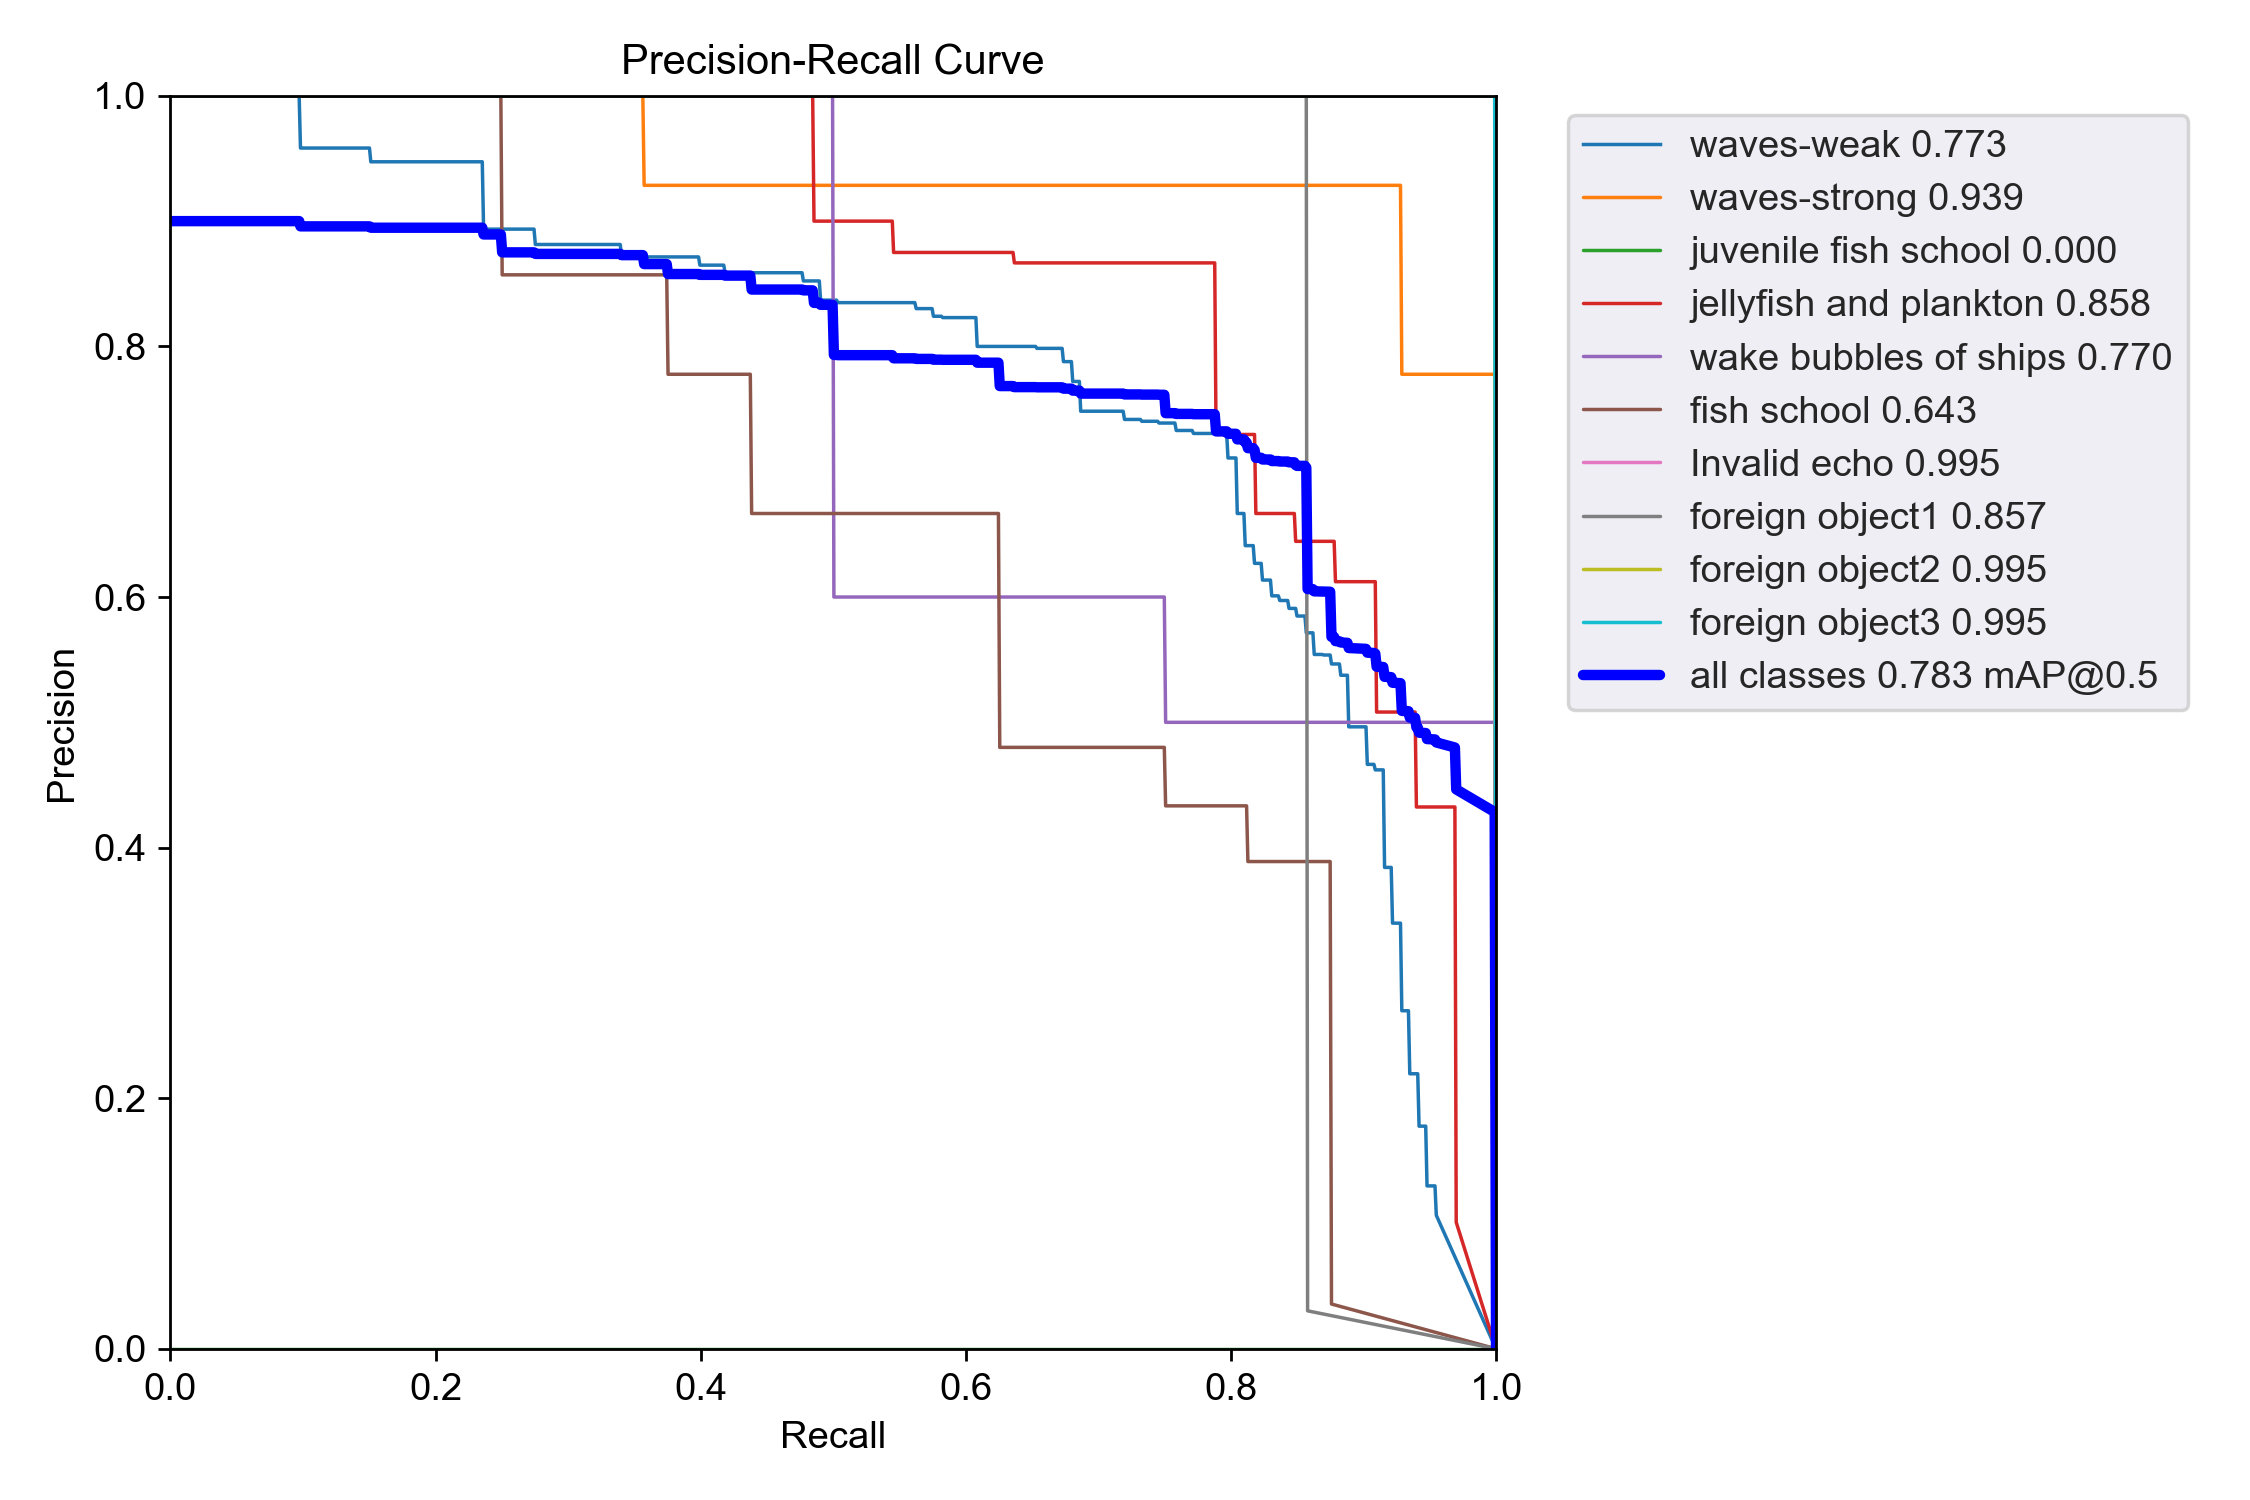 Precision-Recall Curve
1.0
0.8
0.6
0.4
0.2
0.0
Precision
0.0 0.2 0.4 0.6 0.8 1.0
Recall
waves-weak 0.773
waves-strong 0.939
juvenile fish school 0.000
jellyfish and plankton 0.858
wake bubbles of ships 0.770
fish school 0.643
Invalid echo 0.995
foreign object1 0.857
foreign object2 0.995
foreign object3 0.995
all classes 0.783 mAP@0.5